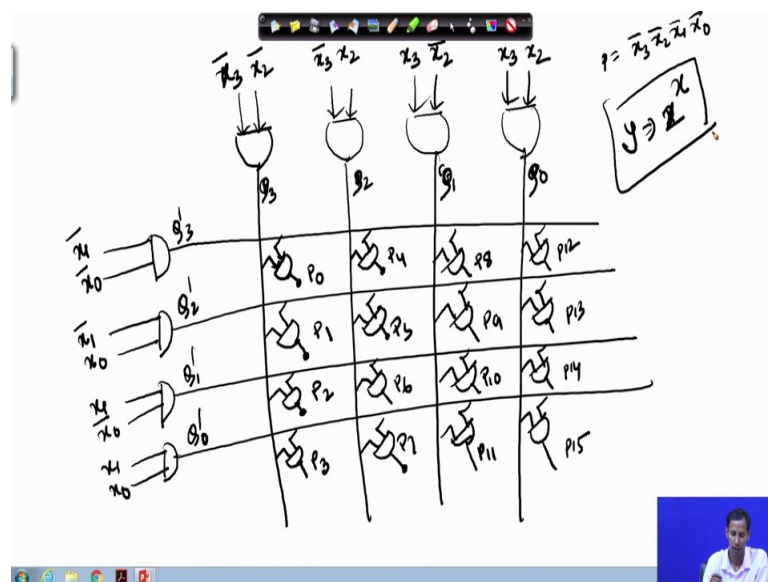 x̄3 x̄2 x̄3 x2 x3 x̄2 x3 x2
P = x̄3 x̄2 x̄1 x̄0
y ⇒ 2^x
Q3 Q2 Q1 Q0
x̄1
x̄0
Q'3
P0 P4 P8 P12
x̄1
x0
Q'2
P1 P5 P9 P13
x1
x̄0
Q'1
P2 P6 P10 P14
x1
x0
Q'0
P3 P7 P11 P15